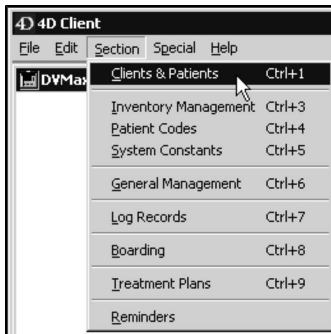 4D 4D Client
File Edit Section Special Help
DVMax
Clients & Patients Ctrl+1
Inventory Management Ctrl+3
Patient Codes Ctrl+4
System Constants Ctrl+5
General Management Ctrl+6
Log Records Ctrl+7
Boarding Ctrl+8
Treatment Plans Ctrl+9
Reminders